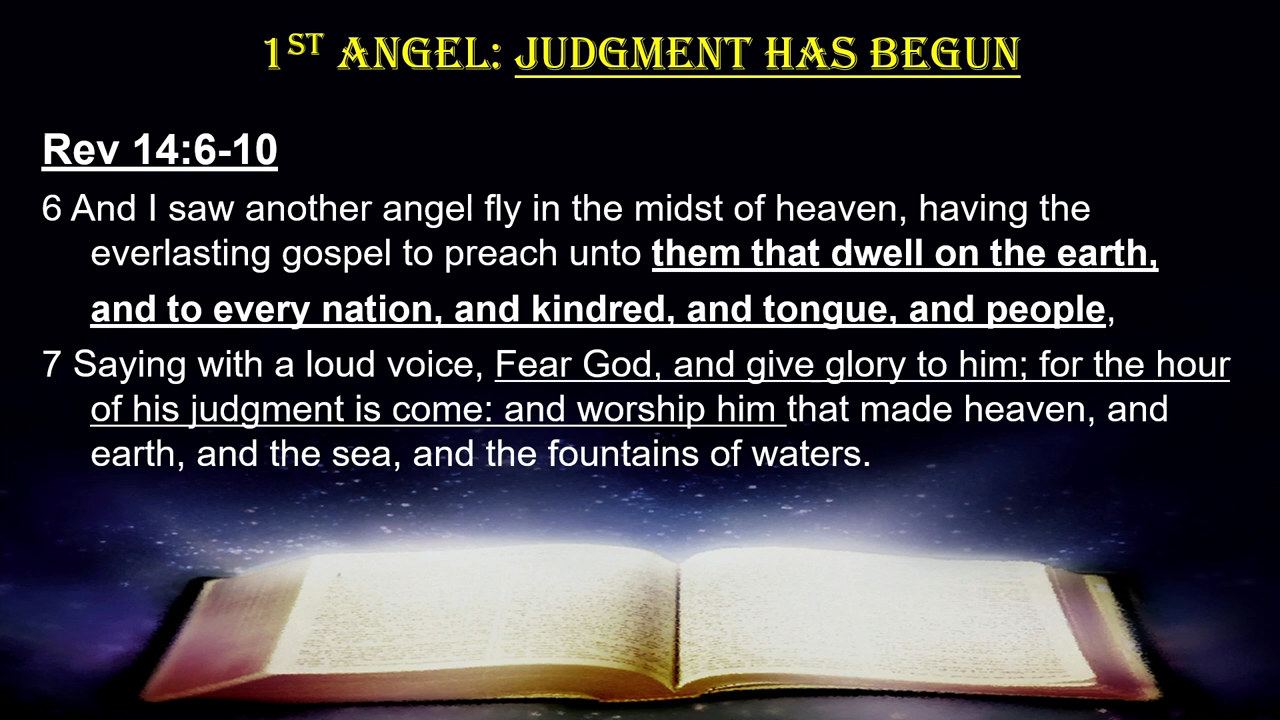 1ST ANGEL: JUDGMENT HAS BEGUN
Rev 14:6-10
6 And I saw another angel fly in the midst of heaven, having the
everlasting gospel to preach unto them that dwell on the earth,
and to every nation, and kindred, and tongue, and people,
7 Saying with a loud voice, Fear God, and give glory to him; for the hour
of his judgment is come: and worship him that made heaven, and
earth, and the sea, and the fountains of waters.